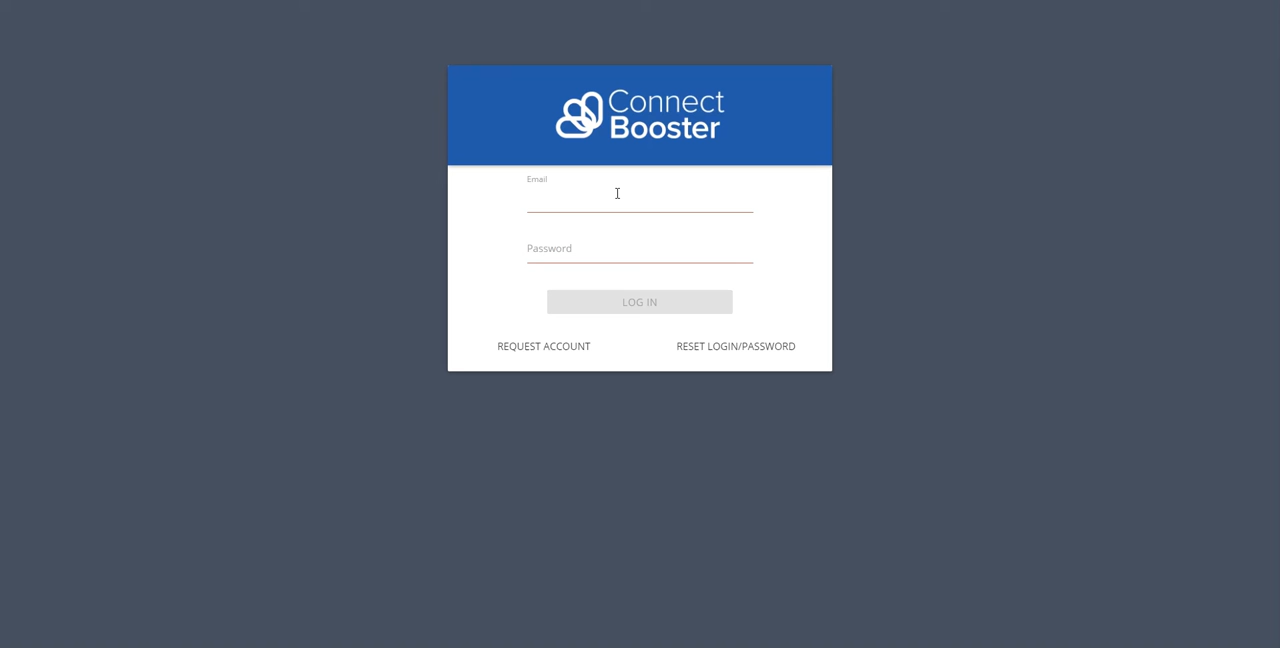 Connect
Booster
Email
Password
LOG IN
REQUEST ACCOUNT
RESET LOGIN/PASSWORD